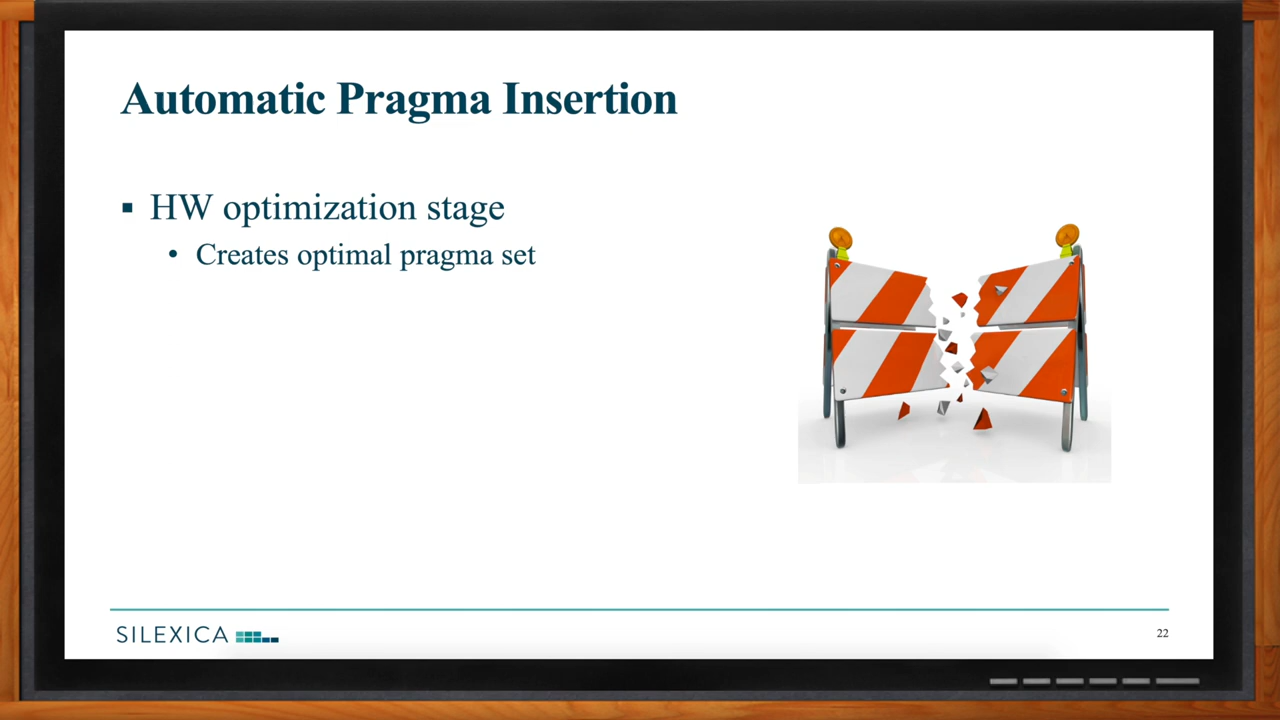 Automatic Pragma Insertion
▪ HW optimization stage
• Creates optimal pragma set
SILEXICA
22